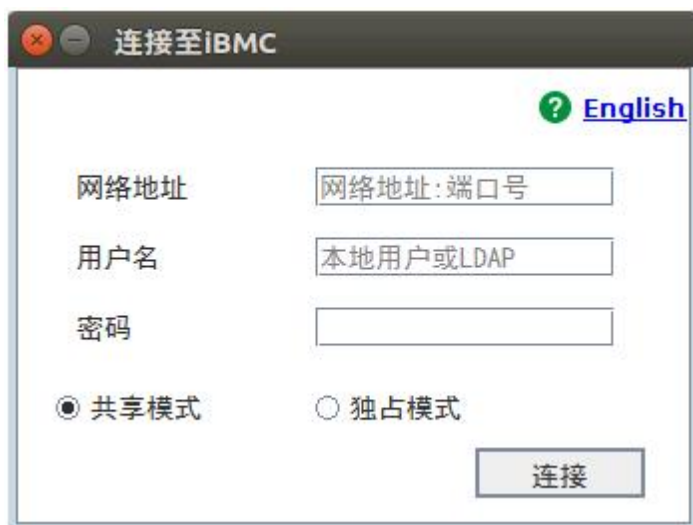 连接至iBMC
? English
网络地址 网络地址:端口号
用户名 本地用户或LDAP
密码
共享模式 独占模式
连接